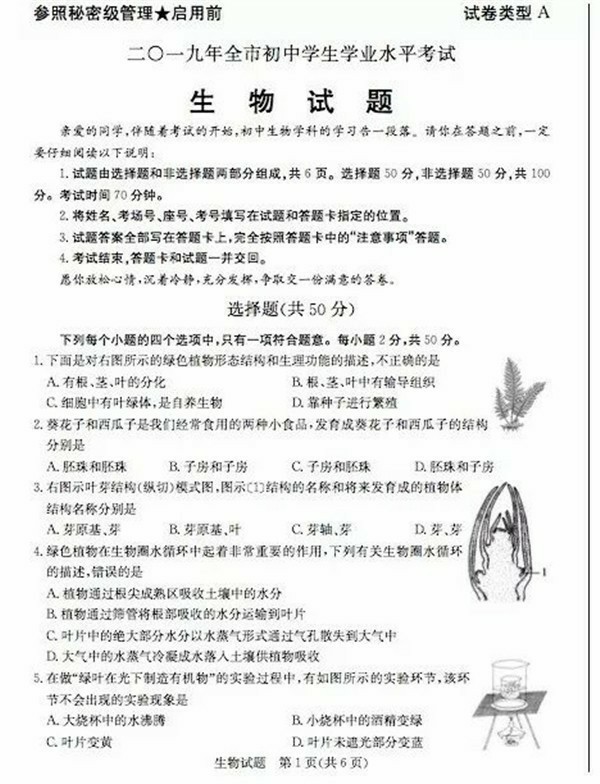 参照秘密级管理★启用前
试卷类型 A
二〇一九年全市初中学生学业水平考试
生 物 试 题
亲爱的同学,伴随着考试的开始,初中生物学科的学习告一段落。请你在答题之前,一定
要仔细阅读以下说明:
1.试题由选择题和非选择题两部分组成,共 6 页。选择题 50 分,非选择题 50 分,共 100
分。考试时间 70 分钟。
2.将姓名、考场号、座号、考号填写在试题和答题卡指定的位置。
3.试题答案全部写在答题卡上,完全按照答题卡中的“注意事项”答题。
4.考试结束,答题卡和试题一并交回。
愿你放松心情,沉着冷静,充分发挥,争取交一份满意的答卷。
选择题(共 50 分)
下列每个小题的四个选项中,只有一项符合题意。每小题 2 分,共 50 分。
1.下面是对右图所示的绿色植物形态结构和生理功能的描述,不正确的是
A.有根、茎、叶的分化 B.根、茎、叶中有输导组织
C.细胞中有叶绿体,是自养生物 D.靠种子进行繁殖
2.葵花子和西瓜子是我们经常食用的两种小食品,发育成葵花子和西瓜子的结构
分别是
A.胚珠和胚珠 B.子房和子房 C.子房和胚珠 D.胚珠和子房
3.右图示叶芽结构(纵切)模式图,图示〔1〕结构的名称和将来发育成的植物体
结构名称分别是
A.芽原基、芽 B.芽原基、叶 C.芽轴、芽 D.芽、芽
1
4.绿色植物在生物圈水循环中起着非常重要的作用,下列有关生物圈水循环
的描述,错误的是
A.植物通过根尖成熟区吸收土壤中的水分
B.植物通过筛管将根部吸收的水分运输到叶片
C.叶片中的绝大部分水分以水蒸气形式通过气孔散失到大气中
D.大气中的水蒸气冷凝成水落入土壤供植物吸收
5.在做“绿叶在光下制造有机物”的实验过程中,有如图所示的实验环节,该环
节不会出现的实验现象是
A.大烧杯中的水沸腾 B.小烧杯中的酒精变绿
C.叶片变黄 D.叶片未遮光部分变蓝
生物试题 第 1 页(共 6 页)